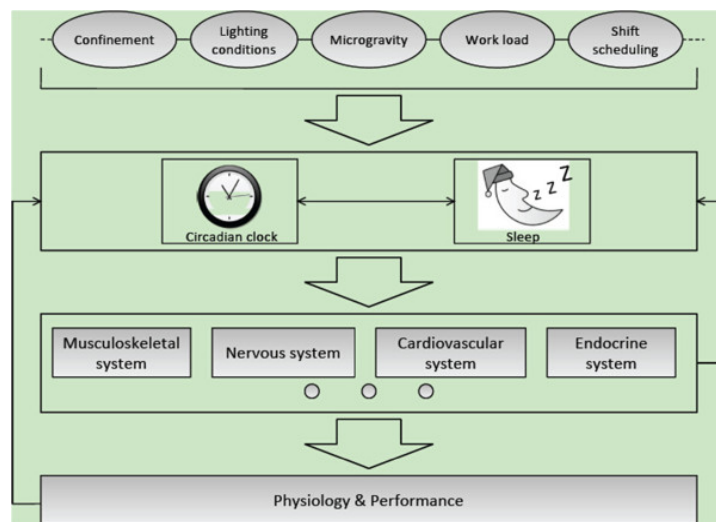 Confinement
Lighting
conditions
Microgravity
Work load
Shift
scheduling
z z Z
Circadian clock
Sleep
Musculoskeletal
system
Nervous system
Cardiovascular
system
Endocrine
system
Physiology & Performance